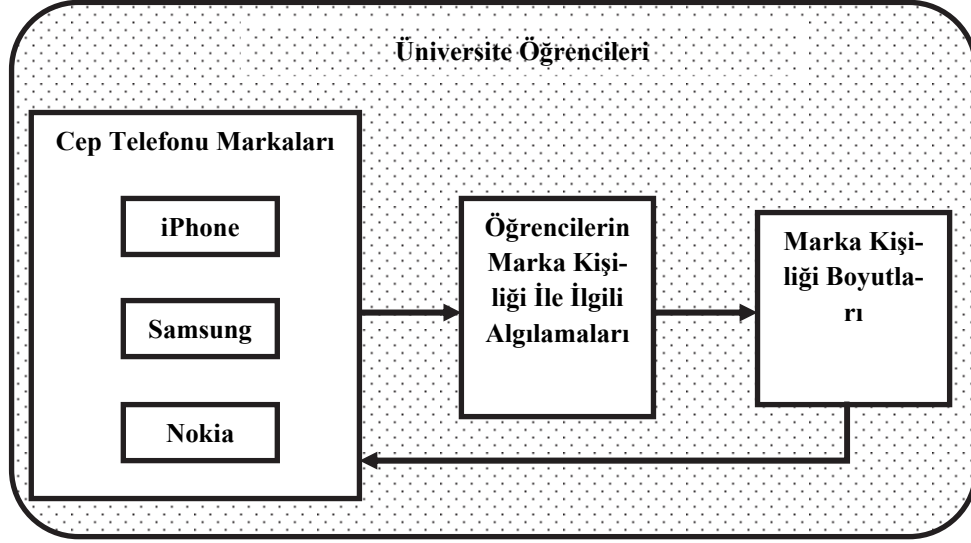 Üniversite Öğrencileri
Cep Telefonu Markaları
iPhone
Samsung
Nokia
Öğrencilerin
Marka Kişi-
liği İle İlgili
Algılamaları
Marka Kişi-
liği Boyutla-
rı